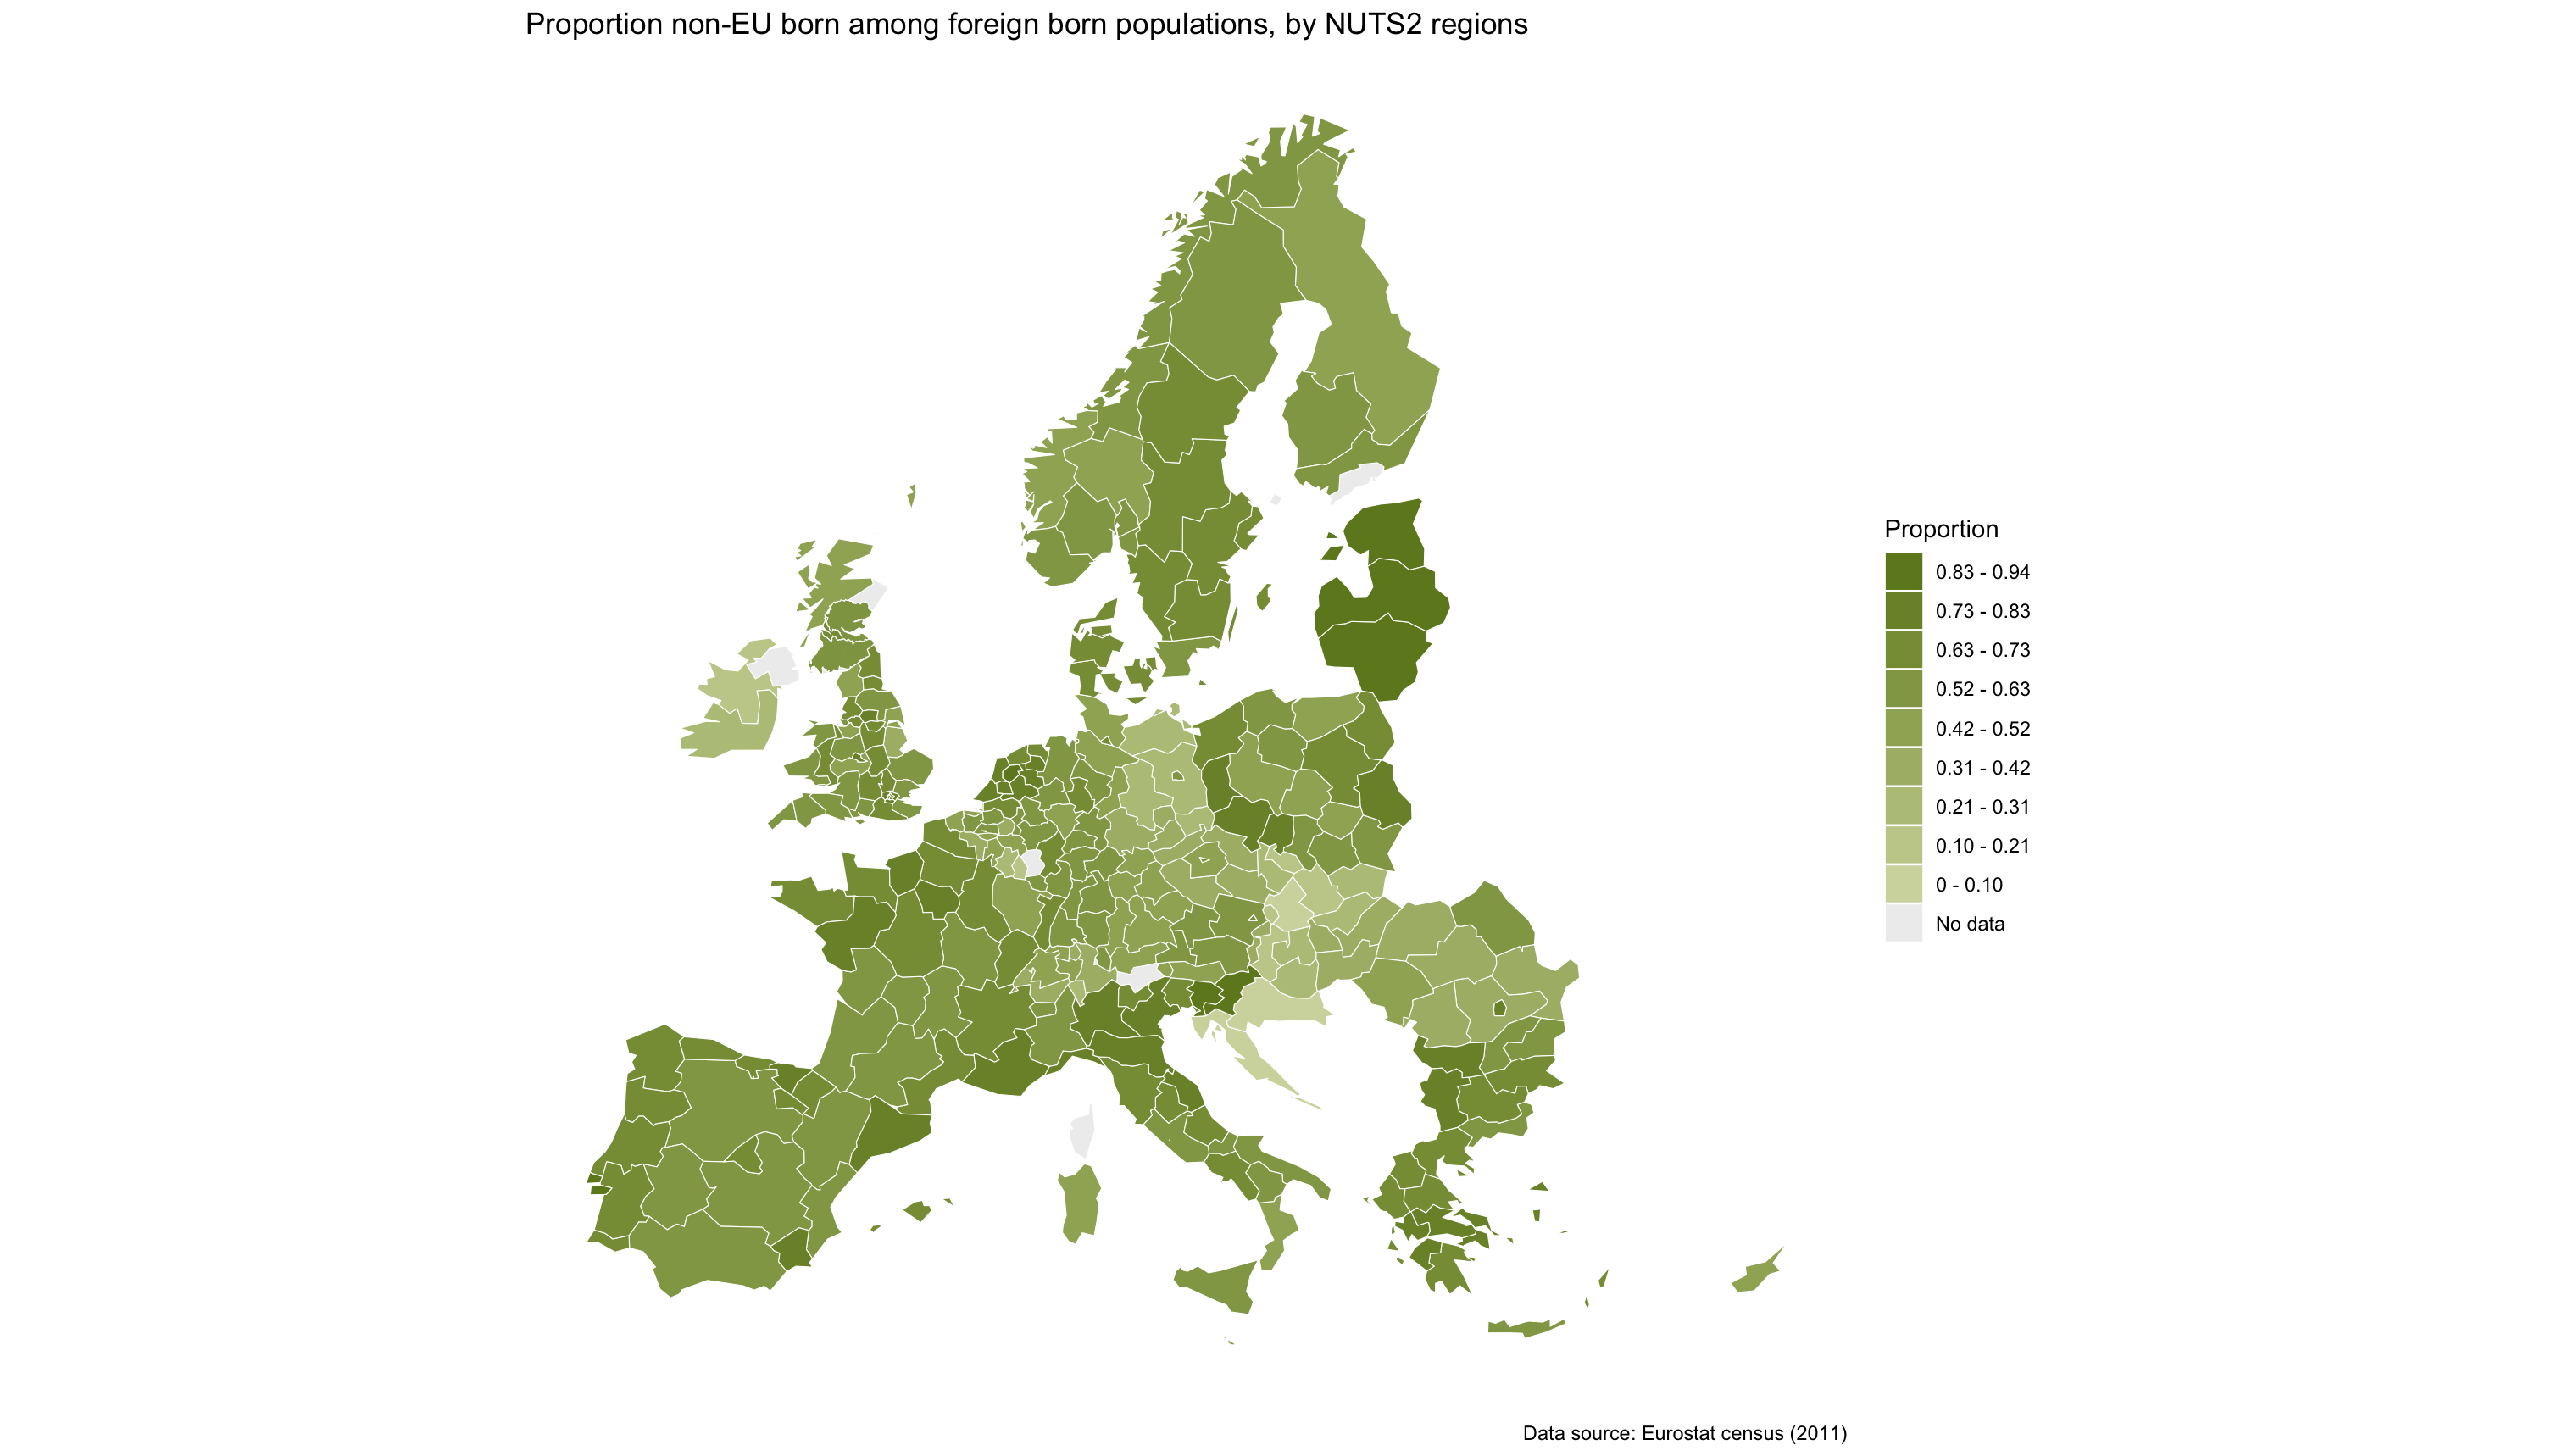 Proportion non-EU born among foreign born populations, by NUTS2 regions
Proportion
0.83 - 0.94
0.73 - 0.83
0.63 - 0.73
0.52 - 0.63
0.42 - 0.52
0.31 - 0.42
0.21 - 0.31
0.10 - 0.21
0 - 0.10
No data
Data source: Eurostat census (2011)